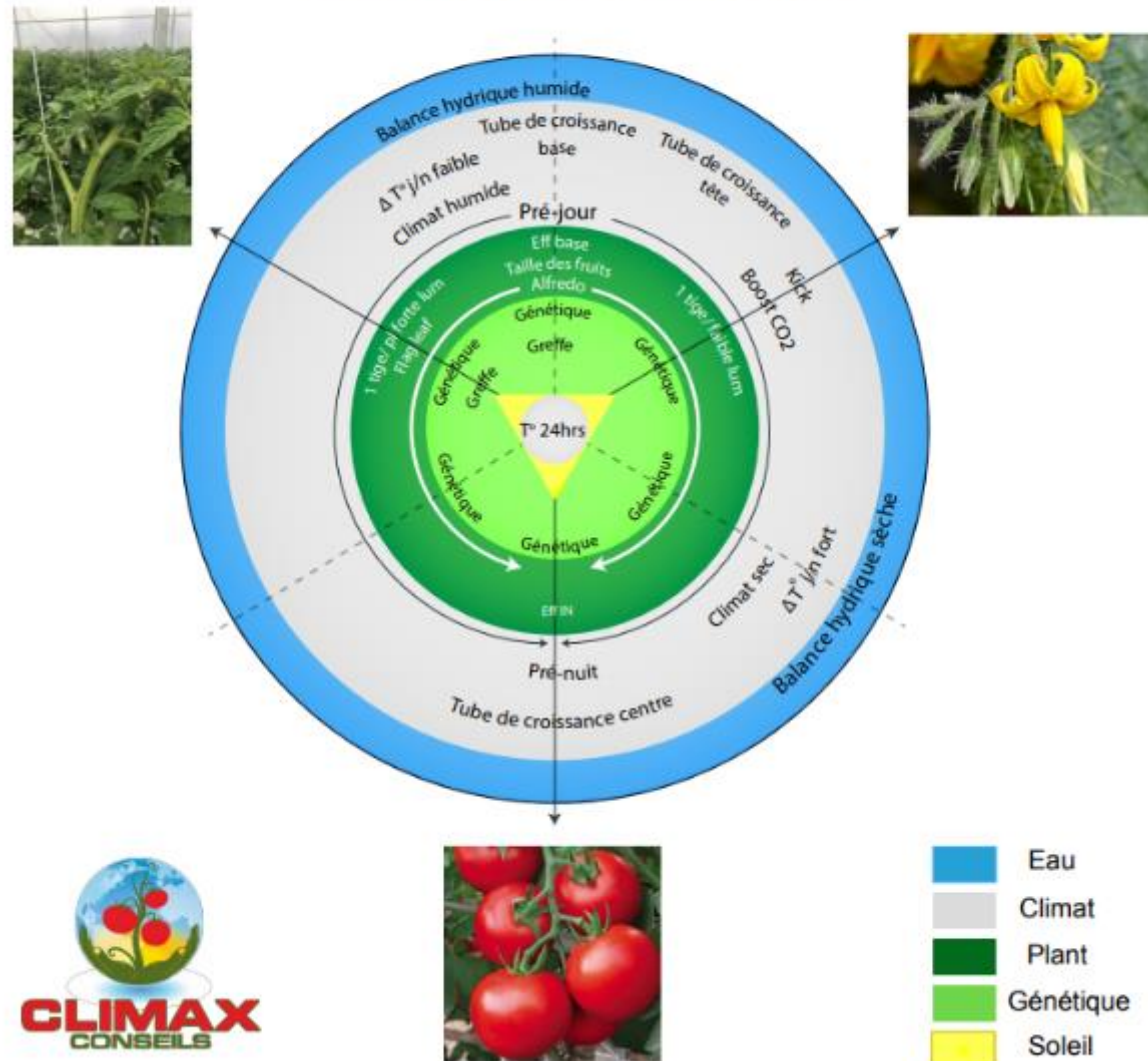 Balance hydrique humide
Tube de croissance
base
Tube de croissance
tête
Δ T° j/n faible
Climat humide
Pré-jour
Kick
Boost CO2
Eff base
Taille des fruits
Alfredo
1 tige/ pl forte lum
Flag leaf
1 tige/ faible lum
Génétique
Greffe
Génétique
Greffe
Génétique
T° 24hrs
Génétique
Génétique
Génétique
Eff IN
Climat sec
Δ T° j/n fort
Balance hydrique sèche
Pré-nuit
Tube de croissance centre
CLIMAX
CONSEILS
Eau
Climat
Plant
Génétique
Soleil